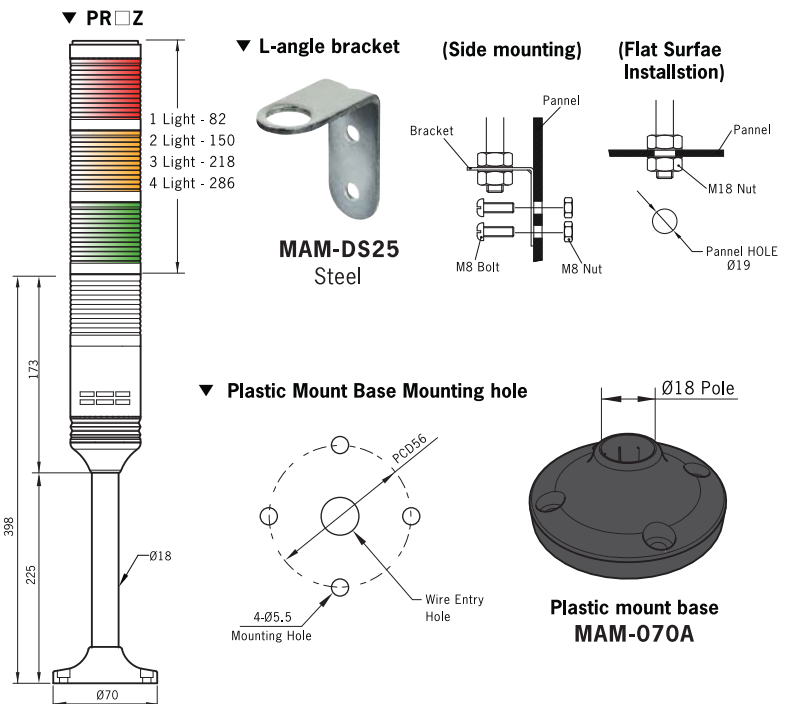 ▼ PR□Z
1 Light - 82
2 Light - 150
3 Light - 218
4 Light - 286
173
398
225
Ø18
Ø70
▼ L-angle bracket
MAM-DS25
Steel
(Side mounting)
Pannel
Bracket
M8 Bolt
M8 Nut
(Flat Surfae
Installstion)
Pannel
M18 Nut
Pannel HOLE
Ø19
▼ Plastic Mount Base Mounting hole
PCD56
4-Ø5.5
Mounting Hole
Wire Entry
Hole
Ø18 Pole
Plastic mount base
MAM-070A